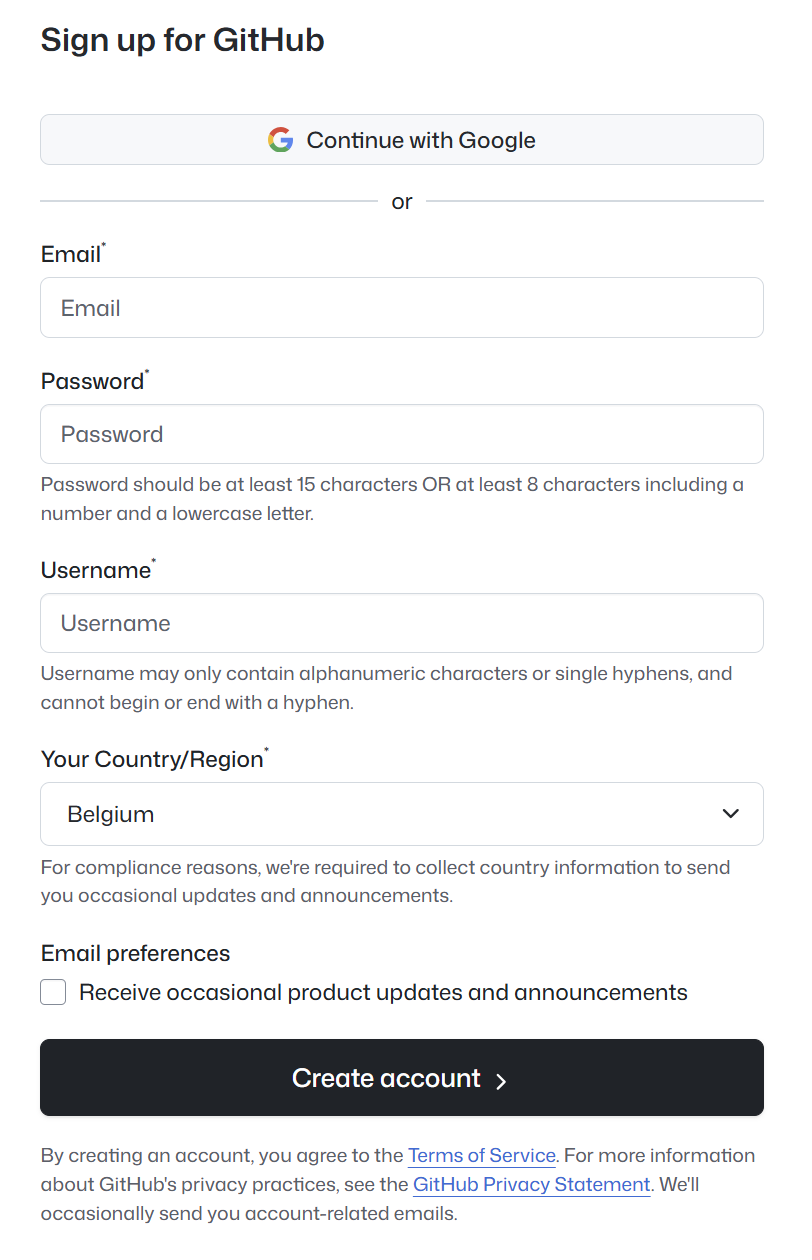 Sign up for GitHub
Continue with Google
or
Email*
Email
Password*
Password
Password should be at least 15 characters OR at least 8 characters including a
number and a lowercase letter.
Username*
Username
Username may only contain alphanumeric characters or single hyphens, and
cannot begin or end with a hyphen.
Your Country/Region*
Belgium
For compliance reasons, we're required to collect country information to send
you occasional updates and announcements.
Email preferences
Receive occasional product updates and announcements
Create account
By creating an account, you agree to the Terms of Service. For more information
about GitHub's privacy practices, see the GitHub Privacy Statement. We'll
occasionally send you account-related emails.